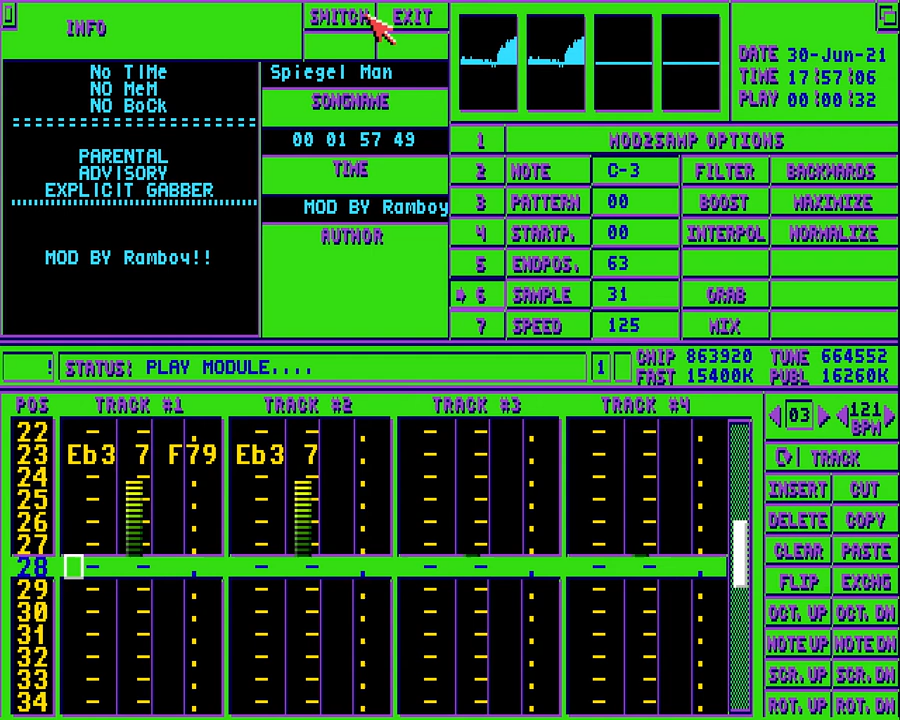 INFO
SWITCH EXIT
No TIMe
NO MeM
NO BoCk
PARENTAL
ADVISORY
EXPLICIT GABBER
MOD BY Ramboy!!
Spiegel Man
SONGNAME
00 01 57 49
TIME
MOD BY Ramboy
AUTHOR
DATE 30-Jun-21
TIME 17:57:06
PLAY 00:00:32
1 MOD2SAMP OPTIONS
2 NOTE C-3 FILTER BACKWARDS
3 PATTERN 00 BOOST MAXIMIZE
4 STARTP. 00 INTERPOL NORMALIZE
5 ENDPOS. 63
6 SAMPLE 31 GRAB
7 SPEED 125 MIX
! STATUS: PLAY MODULE.... 1
CHIP 863920 TUNE 664552
FAST 15400K PUBL 16260K
POS TRACK #1 TRACK #2 TRACK #3 TRACK #4
22 - - . - - . - - . - - .
23 Eb3 7 F79 Eb3 7 . - - . - - .
24 - - . - - . - - . - - .
25 - - . - - . - - . - - .
26 - - . - - . - - . - - .
27 - - . - - . - - . - - .
28 - - . - - . - - . - - .
29 - - . - - . - - . - - .
30 - - . - - . - - . - - .
31 - - . - - . - - . - - .
32 - - . - - . - - . - - .
33 - - . - - . - - . - - .
34 - - . - - . - - . - - .
03 121
BPM
TRACK
INSERT CUT
DELETE COPY
CLEAR PASTE
FLIP EXCHG
OCT. UP OCT. DN
NOTE UP NOTE DN
SCR. UP SCR. DN
ROT. UP ROT. DN